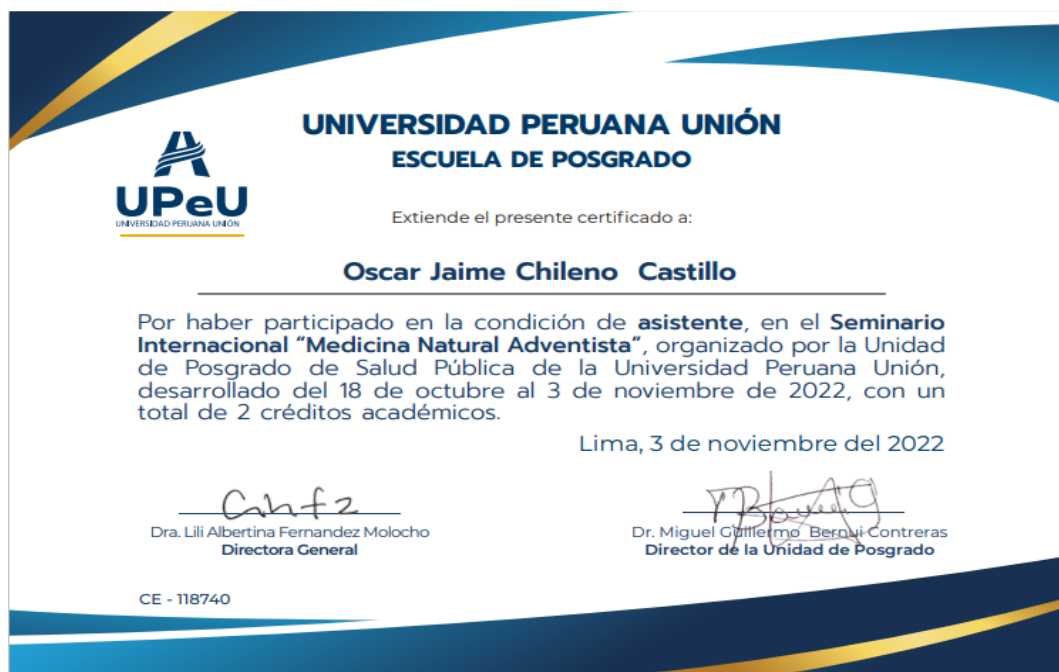 UNIVERSIDAD PERUANA UNIÓN
ESCUELA DE POSGRADO
UPeU
UNIVERSIDAD PERUANA UNIÓN
Extiende el presente certificado a:
Oscar Jaime Chileno Castillo
Por haber participado en la condición de asistente, en el Seminario
Internacional “Medicina Natural Adventista”, organizado por la Unidad
de Posgrado de Salud Pública de la Universidad Peruana Unión,
desarrollado del 18 de octubre al 3 de noviembre de 2022, con un
total de 2 créditos académicos.
Lima, 3 de noviembre del 2022
Dra. Lili Albertina Fernandez Molocho
Directora General
Dr. Miguel Guillermo Bernui Contreras
Director de la Unidad de Posgrado
CE - 118740